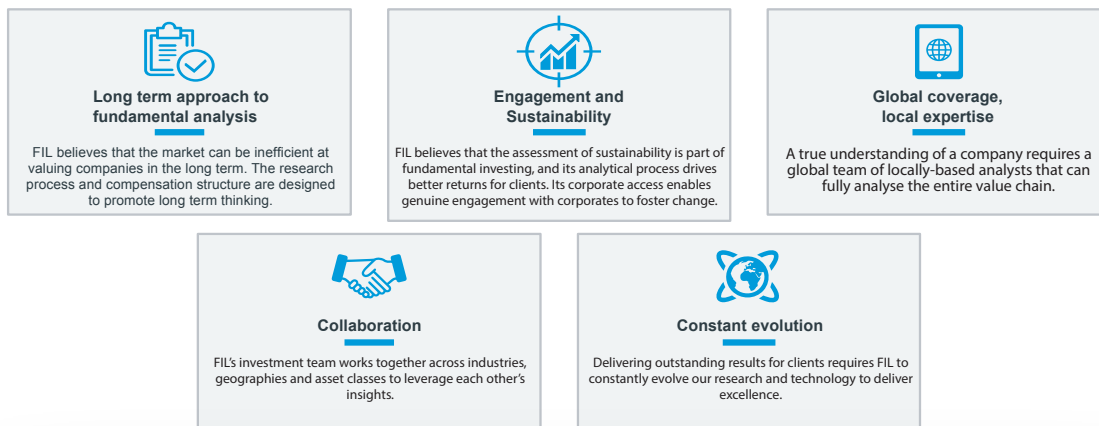 Long term approach to
fundamental analysis
FIL believes that the market can be inefficient at
valuing companies in the long term. The research
process and compensation structure are designed
to promote long term thinking.
Engagement and
Sustainability
FIL believes that the assessment of sustainability is part of
fundamental investing, and its analytical process drives
better returns for clients. Its corporate access enables
genuine engagement with corporates to foster change.
Global coverage,
local expertise
A true understanding of a company requires a
global team of locally-based analysts that can
fully analyse the entire value chain.
Collaboration
FIL's investment team works together across industries,
geographies and asset classes to leverage each other's
insights.
Constant evolution
Delivering outstanding results for clients requires FIL to
constantly evolve our research and technology to deliver
excellence.